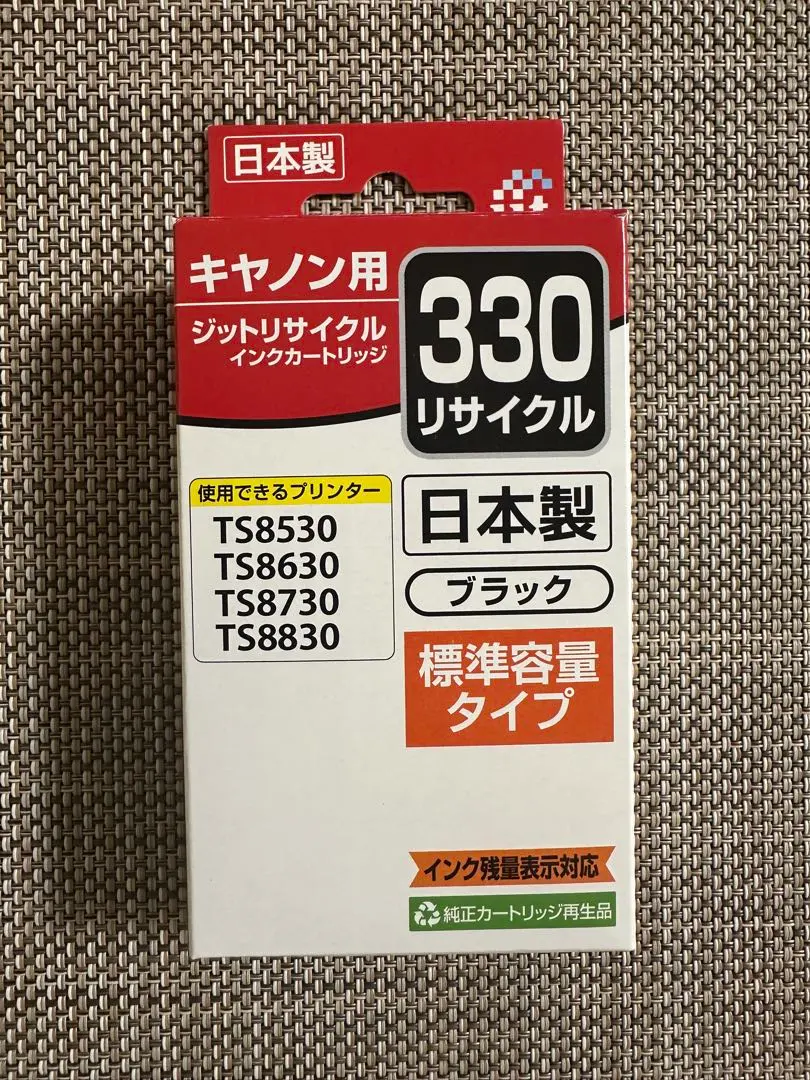 日本製
キヤノン用
ジットリサイクル
インクカートリッジ
330
リサイクル
使用できるプリンター
TS8530
TS8630
TS8730
TS8830
日本製
ブラック
標準容量
タイプ
インク残量表示対応
純正カートリッジ再生品